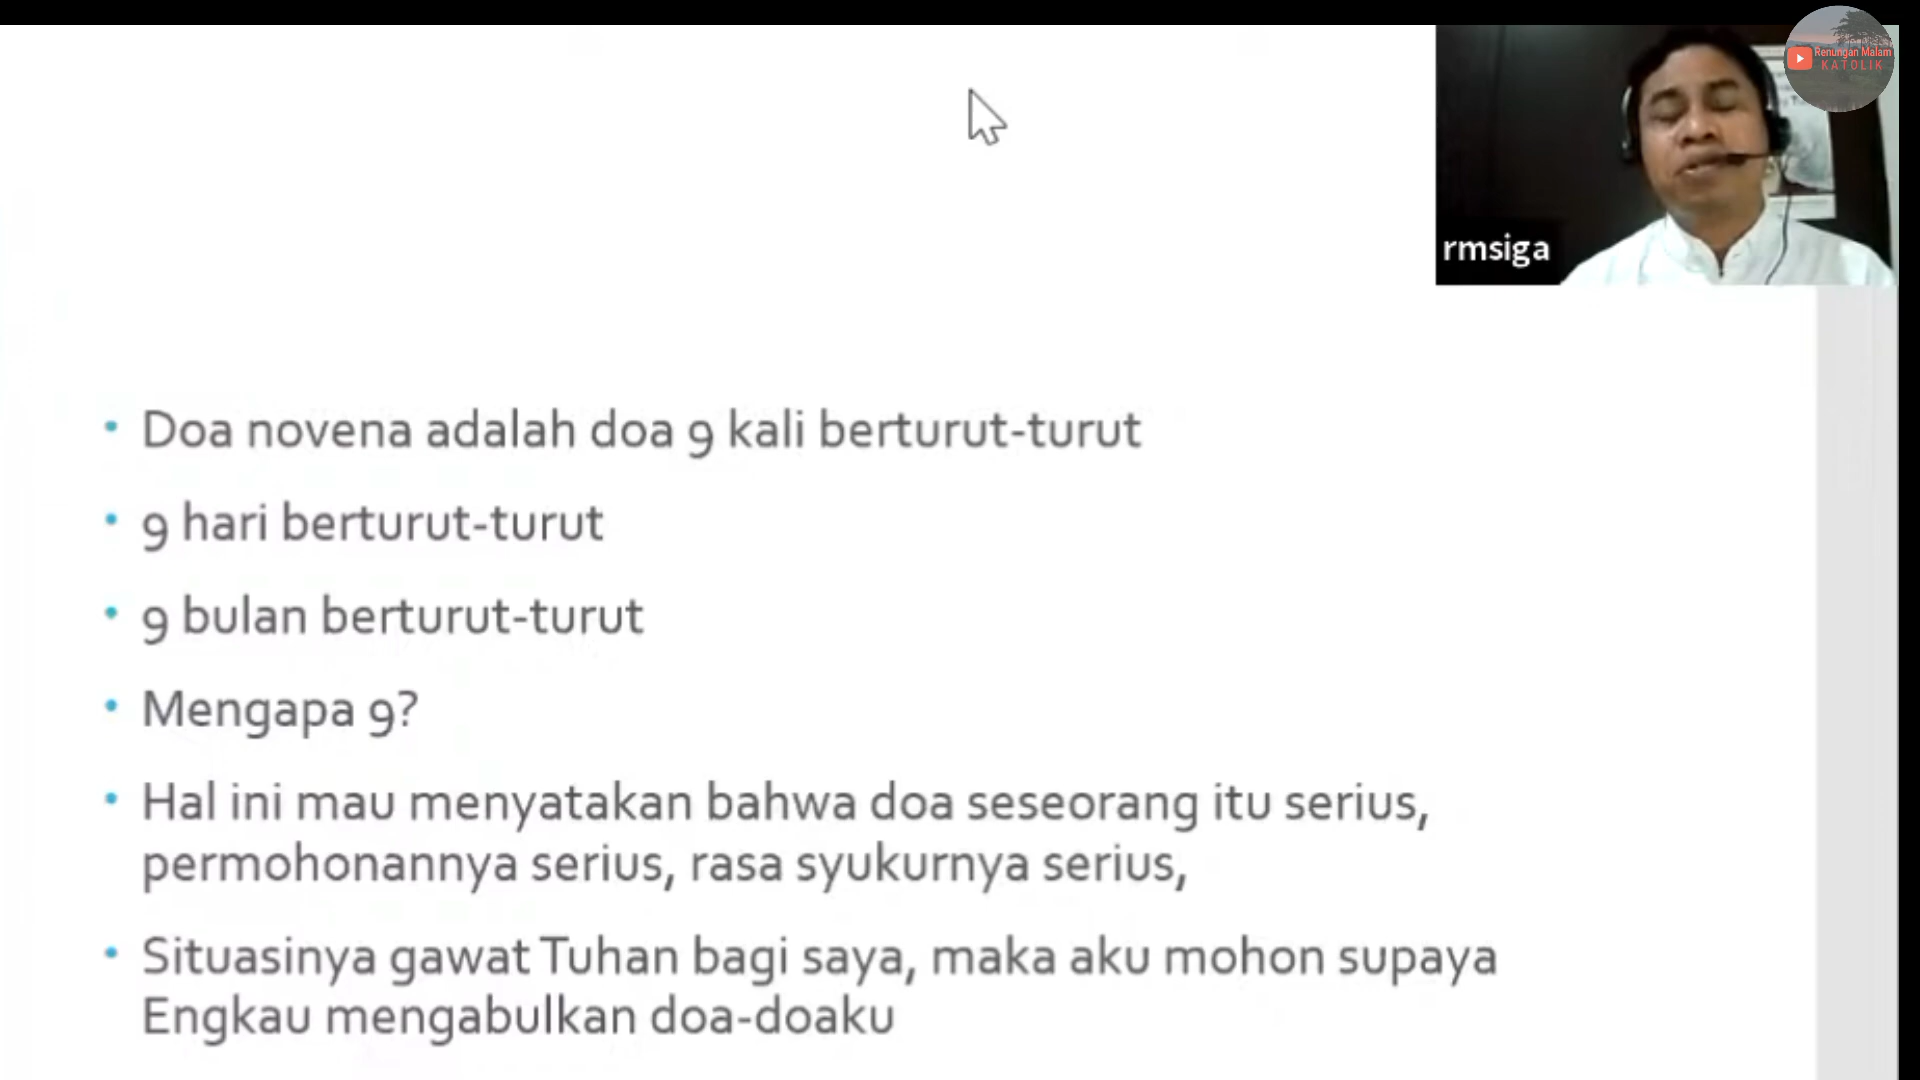 Renungan Malam
KATOLIK
rmsiga
• Doa novena adalah doa 9 kali berturut-turut
• 9 hari berturut-turut
• 9 bulan berturut-turut
• Mengapa 9?
• Hal ini mau menyatakan bahwa doa seseorang itu serius,
permohonannya serius, rasa syukurnya serius,
• Situasinya gawat Tuhan bagi saya, maka aku mohon supaya
Engkau mengabulkan doa-doaku